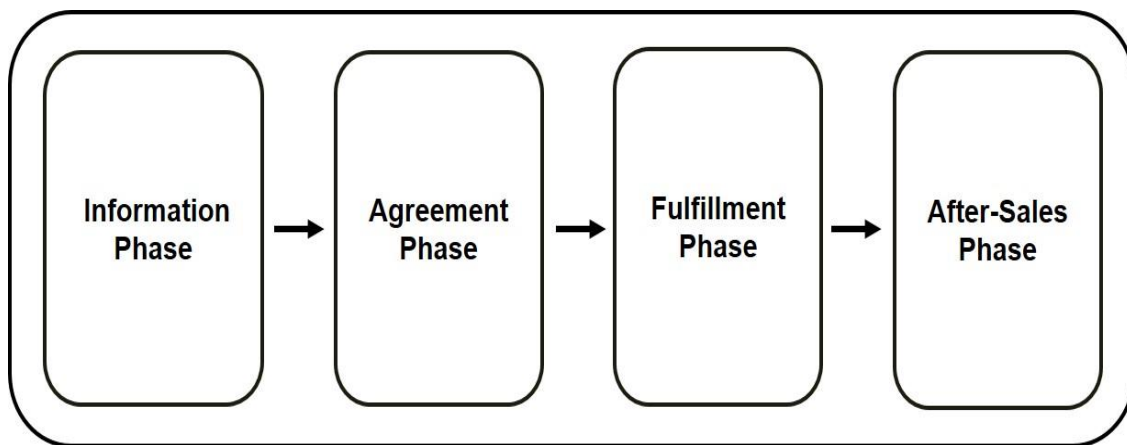 Information
Phase
Agreement
Phase
Fulfillment
Phase
After-Sales
Phase